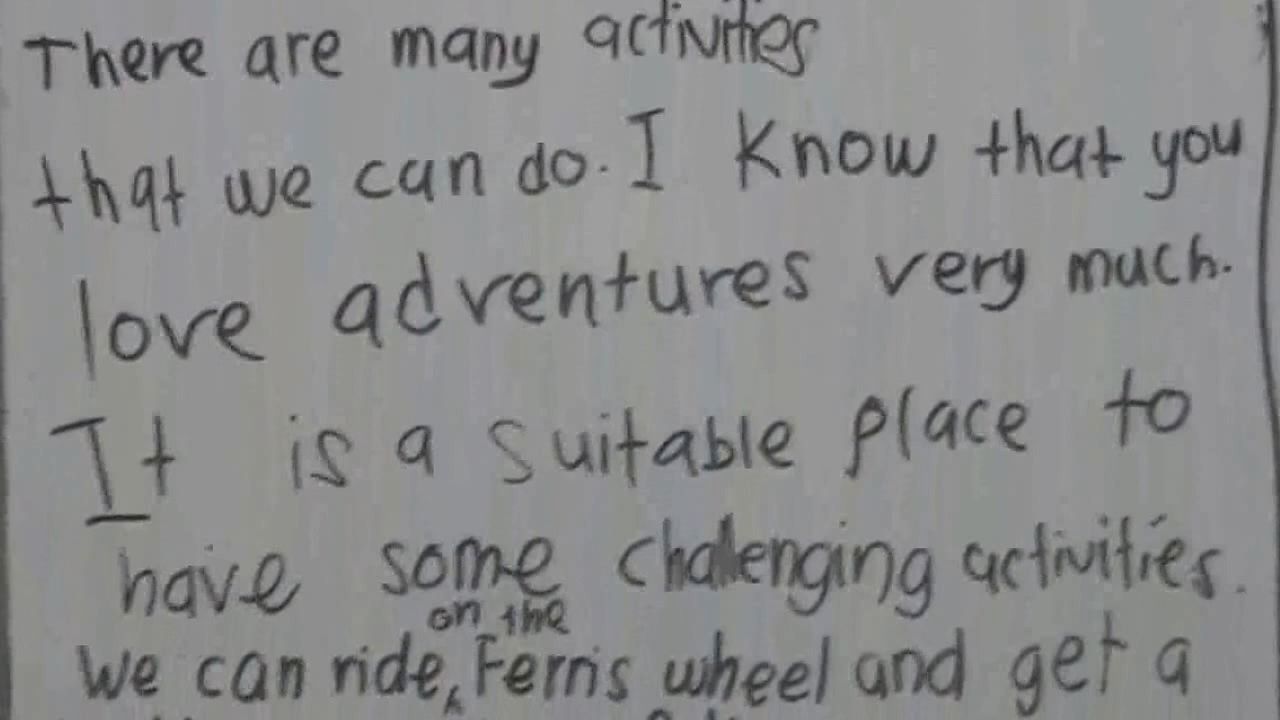 There are many activities
that we can do. I know that you
love adventures very much.
It is a suitable place to
have some challenging activities.
on the
We can ride, Ferris wheel and get a